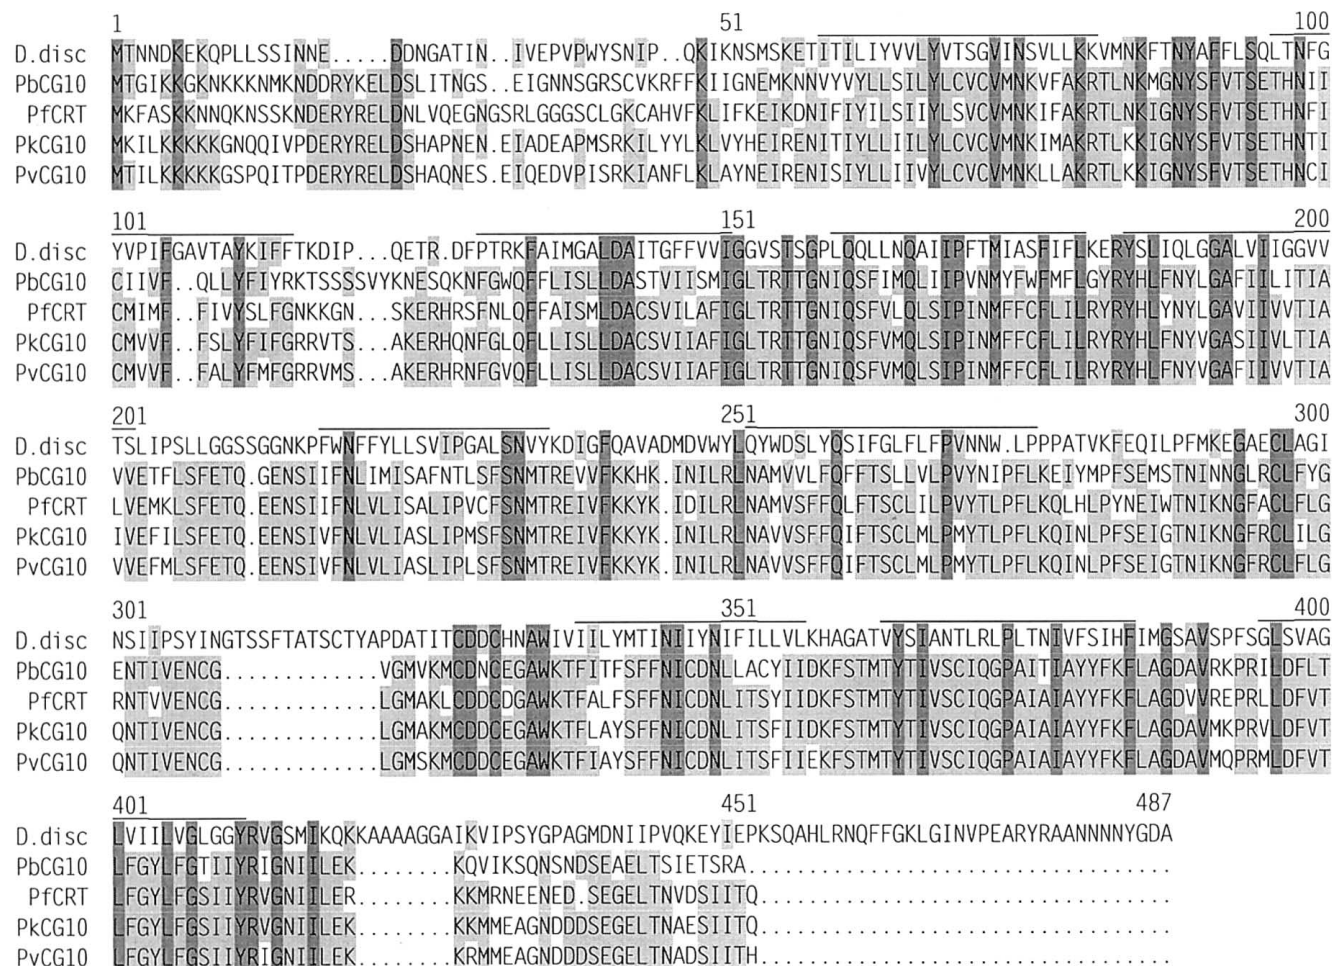 1 51 100
D.disc MTNNDKEKQPLLSSINNE.....DDNGATIN..IVEPVPWYSNIP..QKIKNSMSKETITILIYVVLYVTSGVINSVLLKKVMNKFTNYAFFLSQLTNFG
PbCG10 MTGIKKGKNKKKNMKNDDRYKELDSLITNGS..EIGNNSGRSCVKRFFKIIGNEMKNNVYVYLLSILYLCVCVMNKVFAKRTLNKMGNYSFVTSETHNII
PfCRT MKFASKKNNQKNSSKNDERYRELDNLVQEGNGSRLGGGSCLGKCAHVFKLIFKEIKDNIFIYILSIIYLSVCVMNKIFAKRTLNKIGNYSFVTSETHNFI
PkCG10 MKILKKKKKGNQQIVPDERYRELDSHAPNEN.EIADEAPMSRKILYYLKLVYHEIRENITIYLLIILYLCVCVMNKIMAKRTLKKIGNYSFVTSETHNTI
PvCG10 MTILKKKKKGSPQITPDERYRELDSHAQNES.EIQEDVPISRKIANFLKLAYNEIRENISIYLLIIVYLCVCVMNKLLAKRTLKKIGNYSFVTSETHNCI
101 151 200
D.disc YVPIFGAVTAYKIFFTKDIP...QETR.DFPTRKFAIMGALDAITGFFVVIGGVSTSGPLQQLLNQAIIPFTMIASFIFLKERYSLIQLGGALVIIGGVV
PbCG10 CIIVF..QLLYFIYRKTSSSSVYKNESQKNFGWQFFLISLLDASTVIISMIGLTRTTGNIQSFIMQLIIPVNMYFWFMFLGYRYHLFNYLGAFIILITIA
PfCRT CMIMF..FIVYSLFGNKKGN...SKERHRSFNLQFFAISMLDACSVILAFIGLTRTTGNIQSFVLQLSIPINMFFCFLILRYRYHLYNYLGAVIIVVTIA
PkCG10 CMVVF..FSLYFIFGRRVTS...AKERHQNFGLQFLLISLLDACSVIIAFIGLTRTTGNIQSFVMQLSIPINMFFCFLILRYRYHLFNYVGASIIVLTIA
PvCG10 CMVVF..FALYFMFGRRVMS...AKERHRNFGVQFLLISLLDACSVIIAFIGLTRTTGNIQSFVMQLSIPINMFFCFLILRYRYHLFNYVGAFIIVVTIA
201 251 300
D.disc TSLIPSLLGGSSGGNKPFWNFFYLLSVIPGALSNVYKDIGFQAVADMDVWYLQYWDSLYQSIFGLFLFPVNNW.LPPPATVKFEQILPFMKEGAECLAGI
PbCG10 VVETFLSFETQ.GENSIIFNLIMISAFNTLSFSNMTREVVFKKHK.INILRLNAMVVLFQFFTSLLVLPVYNIPFLKEIYMPFSEMSTNINNGLRCLFYG
PfCRT LVEMKLSFETQ.EENSIIFNLVLISALIPVCFSNMTREIVFKKYK.IDILRLNAMVSFFQLFTSCLILPVYTLPFLKQLHLPYNEIWTNIKNGFACLFLG
PkCG10 IVEFILSFETQ.EENSIVFNLVLIASLIPMSFSNMTREIVFKKYK.INILRLNAVVSFFQIFTSCLMLPMYTLPFLKQINLPFSEIGTNIKNGFRCLILG
PvCG10 VVEFMLSFETQ.EENSIVFNLVLIASLIPLSFSNMTREIVFKKYK.INILRLNAVVSFFQIFTSCLMLPMYTLPFLKQINLPFSEIGTNIKNGFRCLFLG
301 351 400
D.disc NSIIPSYINGTSSFTATSCTYAPDATITCDDCHNAWIVIILYMTINIIYNIFILLVLKHAGATVYSIANTLRLPLTNIVFSIHFIMGSAVSPFSGLSVAG
PbCG10 ENTIVENCG.............VGMVKMCDNCEGAWKTFITFSFFNICDNLLACYIIDKFSTMTYTIVSCIQGPAITIAYYFKFLAGDAVRKPRILDFLT
PfCRT RNTVVENCG.............LGMAKLCDDCDGAWKTFALFSFFNICDNLITSYIIDKFSTMTYTIVSCIQGPAIAIAYYFKFLAGDVVREPRLLDFVT
PkCG10 QNTIVENCG.............LGMAKMCDDCEGAWKTFLAYSFFNICDNLITSFIIDKFSTMTYTIVSCIQGPAIAIAYYFKFLAGDAVMKPRVLDFVT
PvCG10 QNTIVENCG.............LGMSKMCDDCEGAWKTFIAYSFFNICDNLITSFIIEKFSTMTYTIVSCIQGPAIAIAYYFKFLAGDAVMQPRMLDFVT
401 451 487
D.disc LVIILVGLGGYRVGSMIKQKKAAAAGGAIKVIPSYGPAGMDNIIPVQKEYIEPKSQAHLRNQFFGKLGINVPEARYRAANNNNYGDA
PbCG10 LFGYLFGTIIYRIGNIILEK........KQVIKSQNSNDSEAELTSIETSRA...................................
PfCRT LFGYLFGSIIYRVGNIILER........KKMRNEENED.SEGELTNVDSIITQ..................................
PkCG10 LFGYLFGSIIYRVGNIILEK........KKMMEAGNDDDSEGELTNAESIITQ..................................
PvCG10 LFGYLFGSIIYRIGNIILEK........KRMMEAGNDDDSEGELTNADSIITH..................................